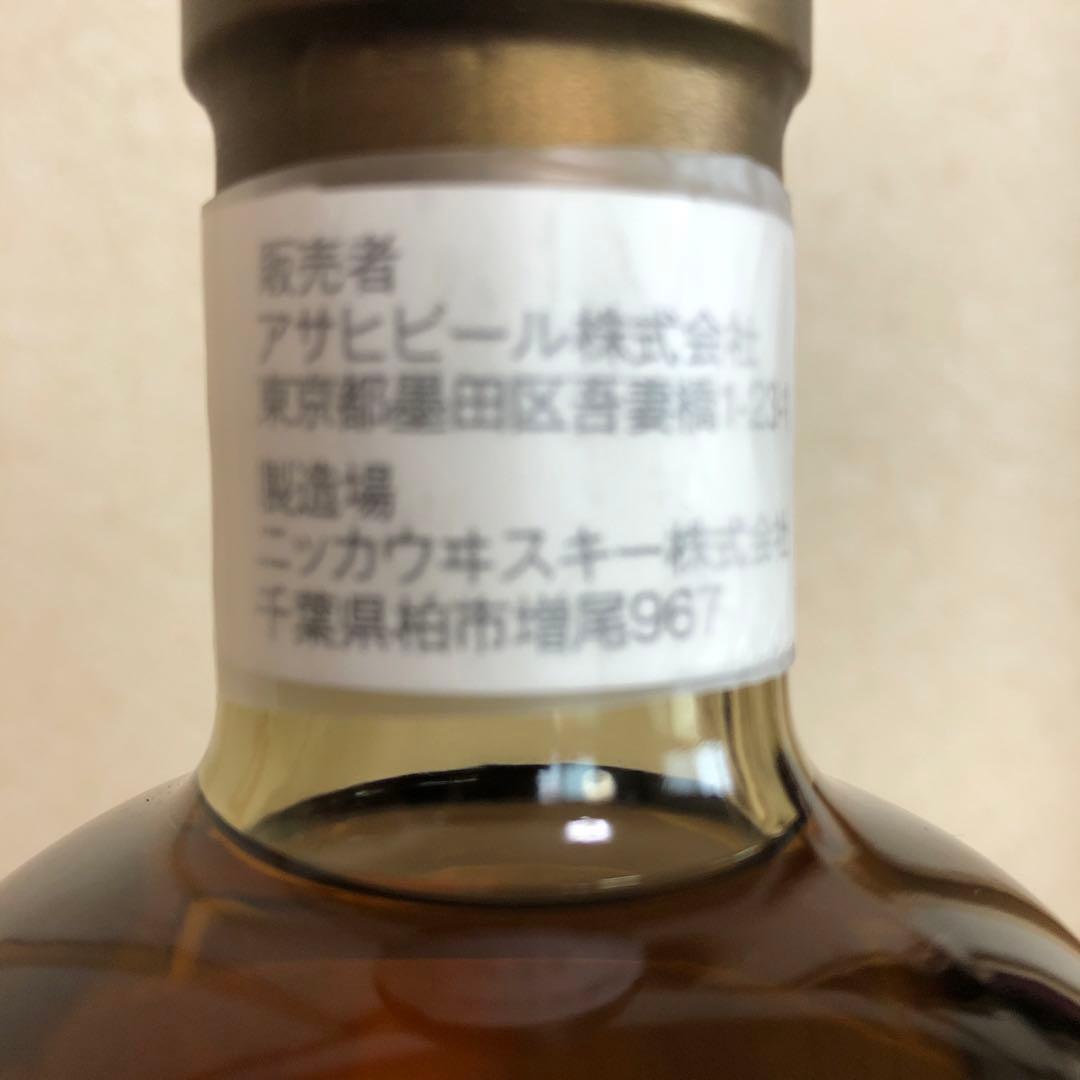 販売者
アサヒビール株式会社
東京都墨田区吾妻橋1-23-1
製造場
ニッカウヰスキー株式会社
千葉県柏市増尾967